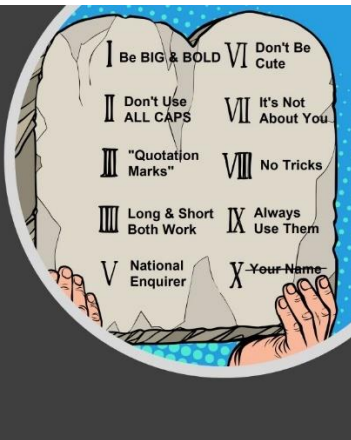 I Be BIG & BOLD
II Don't Use
ALL CAPS
III "Quotation
Marks"
IIII Long & Short
Both Work
V National
Enquirer
VI Don't Be
Cute
VII It's Not
About You
VIII No Tricks
IX Always
Use Them
X Your Name